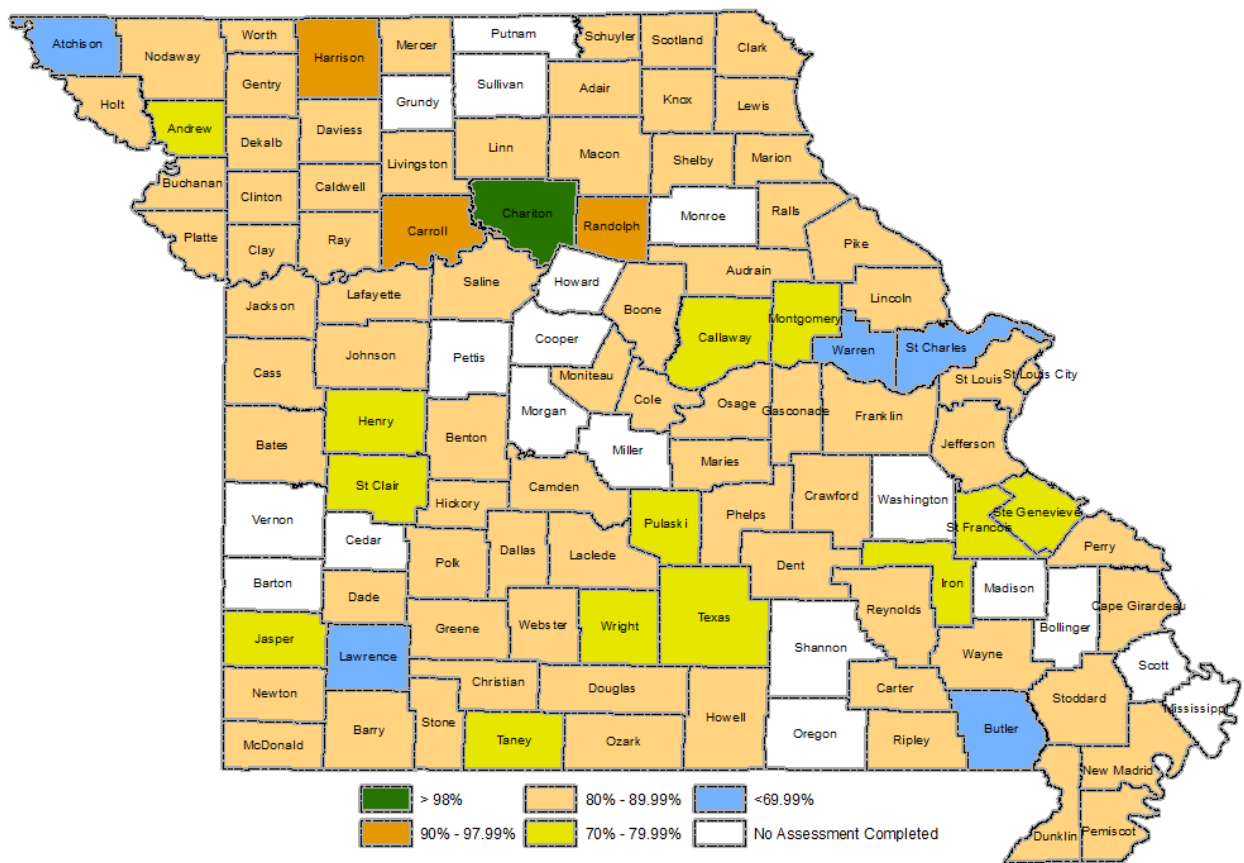 Atchison
Nodaway
Worth
Harrison
Mercer
Putnam
Schuyler
Scotland
Clark
Holt
Gentry
Grundy
Sullivan
Adair
Knox
Lewis
Andrew
Dekalb
Daviess
Livingston
Linn
Macon
Shelby
Marion
Buchanan
Clinton
Caldwell
Chariton
Monroe
Ralls
Platte
Clay
Ray
Carroll
Randolph
Pike
Jackson
Lafayette
Saline
Howard
Boone
Audrain
Lincoln
Cass
Johnson
Pettis
Cooper
Callaway
Montgomery
Warren
St Charles
St Louis
St Louis City
Moniteau
Cole
Osage
Gasconade
Franklin
Bates
Henry
Benton
Morgan
Miller
Maries
Jefferson
St Clair
Hickory
Camden
Pulaski
Phelps
Crawford
Washington
St Francois
Ste Genevieve
Vernon
Cedar
Polk
Dallas
Laclede
Dent
Iron
Madison
Perry
Barton
Dade
Greene
Webster
Wright
Texas
Reynolds
Bollinger
Cape Girardeau
Jasper
Lawrence
Christian
Douglas
Shannon
Wayne
Scott
Newton
Barry
Stone
Howell
Carter
Stoddard
Mississippi
McDonald
Taney
Ozark
Oregon
Ripley
Butler
New Madrid
Dunklin
Pemiscot
> 98%
80% - 89.99%
<69.99%
90% - 97.99%
70% - 79.99%
No Assessment Completed